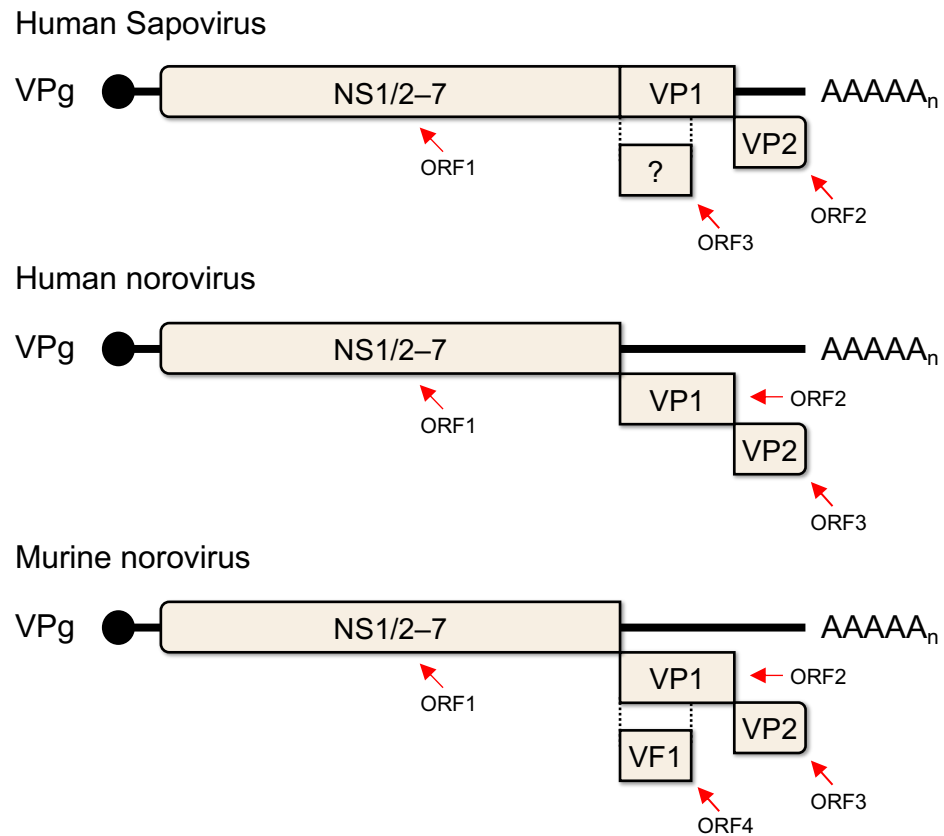 Human Sapovirus
VPg NS1/2–7 VP1 AAAAAn
VP2
ORF1 ?
ORF2
ORF3
Human norovirus
VPg NS1/2–7 AAAAAn
VP1 ORF2
ORF1
VP2
ORF3
Murine norovirus
VPg NS1/2–7 AAAAAn
VP1 ORF2
ORF1
VP2
VF1
ORF3
ORF4